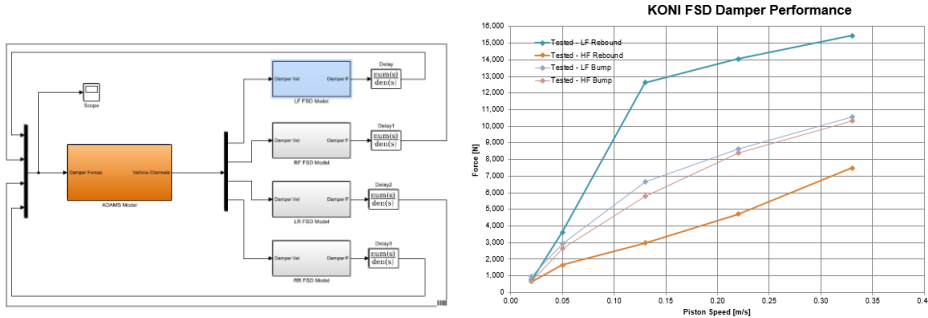 Scope
Damper Forces
Vehicle Channels
ADAMS Model
Damper Vel
Damper F
LF FSD Model
Delay
num(s)
den(s)
Damper Vel
Damper F
RF FSD Model
Delay1
num(s)
den(s)
Damper Vel
Damper F
LR FSD Model
Delay2
num(s)
den(s)
Damper Vel
Damper F
RR FSD Model
Delay3
num(s)
den(s)
KONI FSD Damper Performance
Force [N]
16,000
15,000
14,000
13,000
12,000
11,000
10,000
9,000
8,000
7,000
6,000
5,000
4,000
3,000
2,000
1,000
0
Tested - LF Rebound
Tested - HF Rebound
Tested - LF Bump
Tested - HF Bump
0.00
0.05
0.10
0.15
0.20
0.25
0.30
0.35
0.4
Piston Speed [m/s]